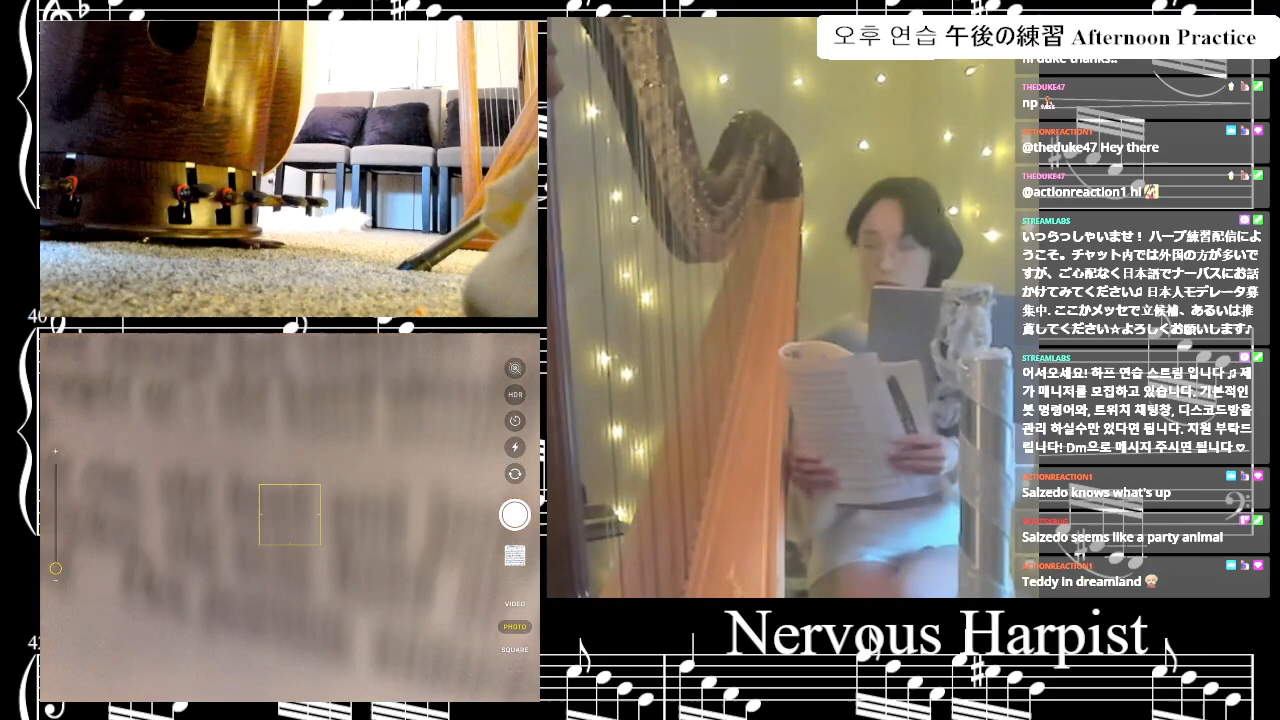 오후 연습 午後の練習 Afternoon Practice
hi duke thanks..
THEDUKE47
np
ACTIONREACTION1
@theduke47 Hey there
THEDUKE47
@actionreaction1 hi
STREAMLABS
いっらっしゃいませ！ ハープ練習配信によ
うこそ。チャット内では外国の方が多いで
すが、ご心配なく日本語でナーバスにお話
かけてみてください♫ 日本人モデレータ募
集中. ここかメッセで立候補、あるいは推
薦してください☆よろしくお願いします♪
STREAMLABS
어서오세요! 하프 연습 스트림 입니다 ♫ 제
가 매니저를 모집하고 있습니다. 기본적인
봇 명령어와, 트위치 채팅창, 디스코드방을
관리 하실수만 있다면 됩니다. 지원 부탁드
립니다! Dm으로 메시지 주시면 됩니다 ♡
ACTIONREACTION1
Salzedo knows what's up
Salzedo seems like a party animal
ACTIONREACTION1
Teddy in dreamland
HDR
VIDEO
PHOTO
SQUARE
Nervous Harpist